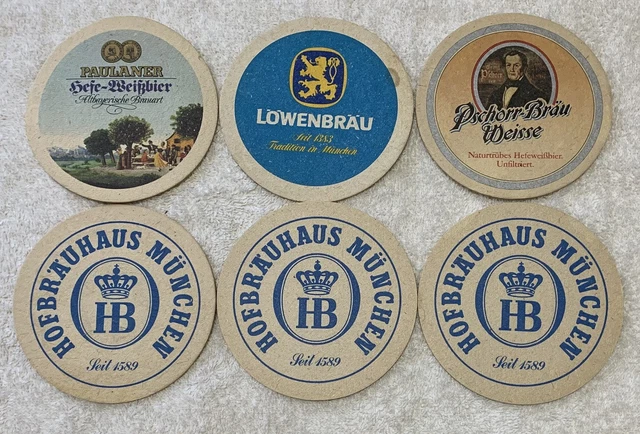 PAULANER
Hefe-Weißbier
Altbayerische Brauart
LÖWENBRÄU
Seit 1383
Tradition in München
Pschorr-Bräu
Weisse
Naturtrübes Hefeweißbier.
Unfiltriert.
HOFBRÄUHAUS MÜNCHEN
HB
Seit 1589
HOFBRÄUHAUS MÜNCHEN
HB
Seit 1589
HOFBRÄUHAUS MÜNCHEN
HB
Seit 1589